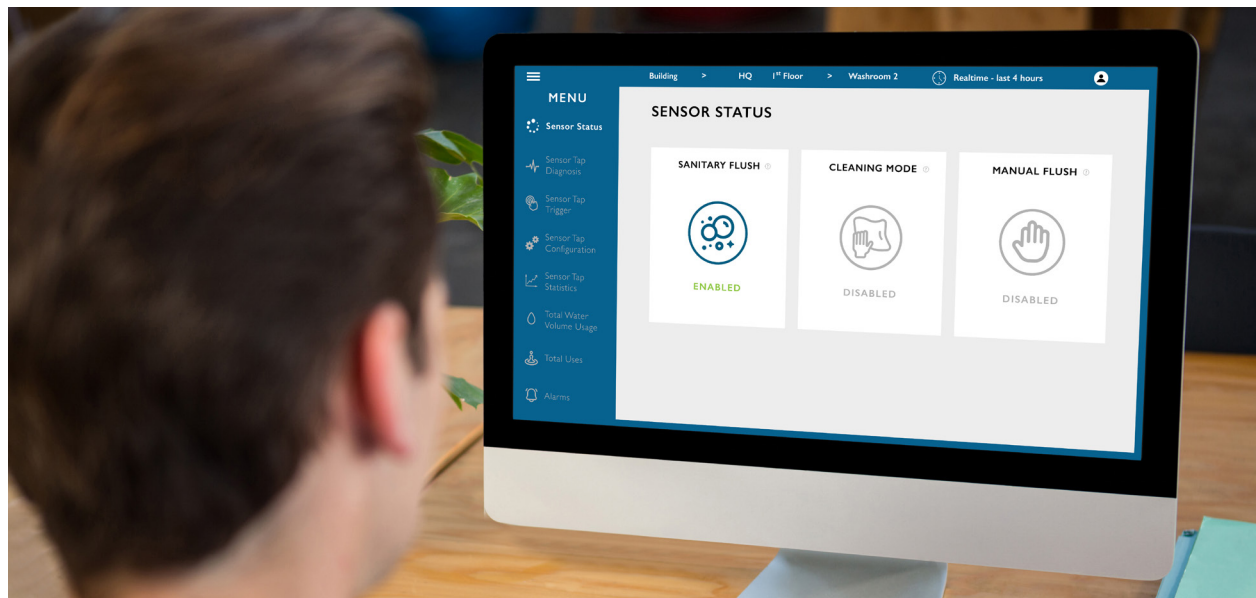 Building > HQ 1st Floor > Washroom 2 Realtime - last 4 hours
MENU
Sensor Status
Sensor Tap
Diagnosis
Sensor Tap
Trigger
Sensor Tap
Configuration
Sensor Tap
Statistics
Total Water
Volume Usage
Total Uses
Alarms
SENSOR STATUS
SANITARY FLUSH
ENABLED
CLEANING MODE
DISABLED
MANUAL FLUSH
DISABLED